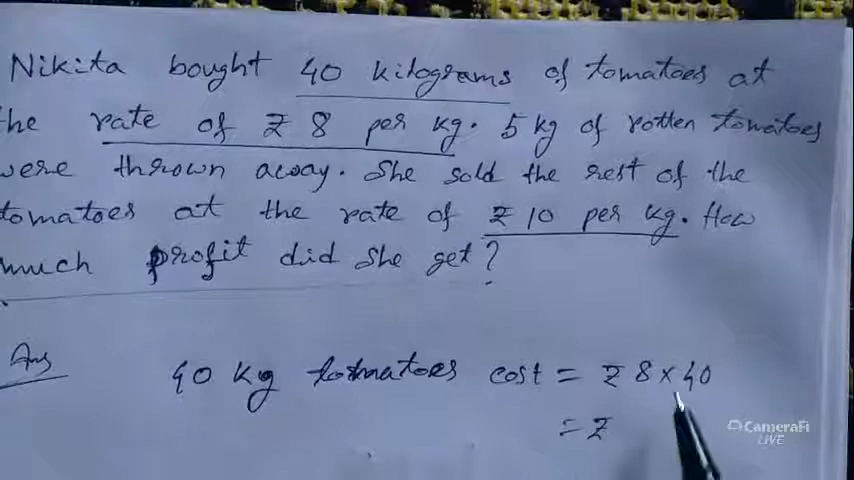 Nikita bought 40 kilograms of tomatoes at
he rate of ₹ 8 per kg. 5 kg of rotten tomatoes
were thrown away. She sold the rest of the
tomatoes at the rate of ₹ 10 per kg. How
much profit did she get?
Ans 40 kg tomatoes cost = ₹ 8 × 40
= ₹
CameraFi
LIVE